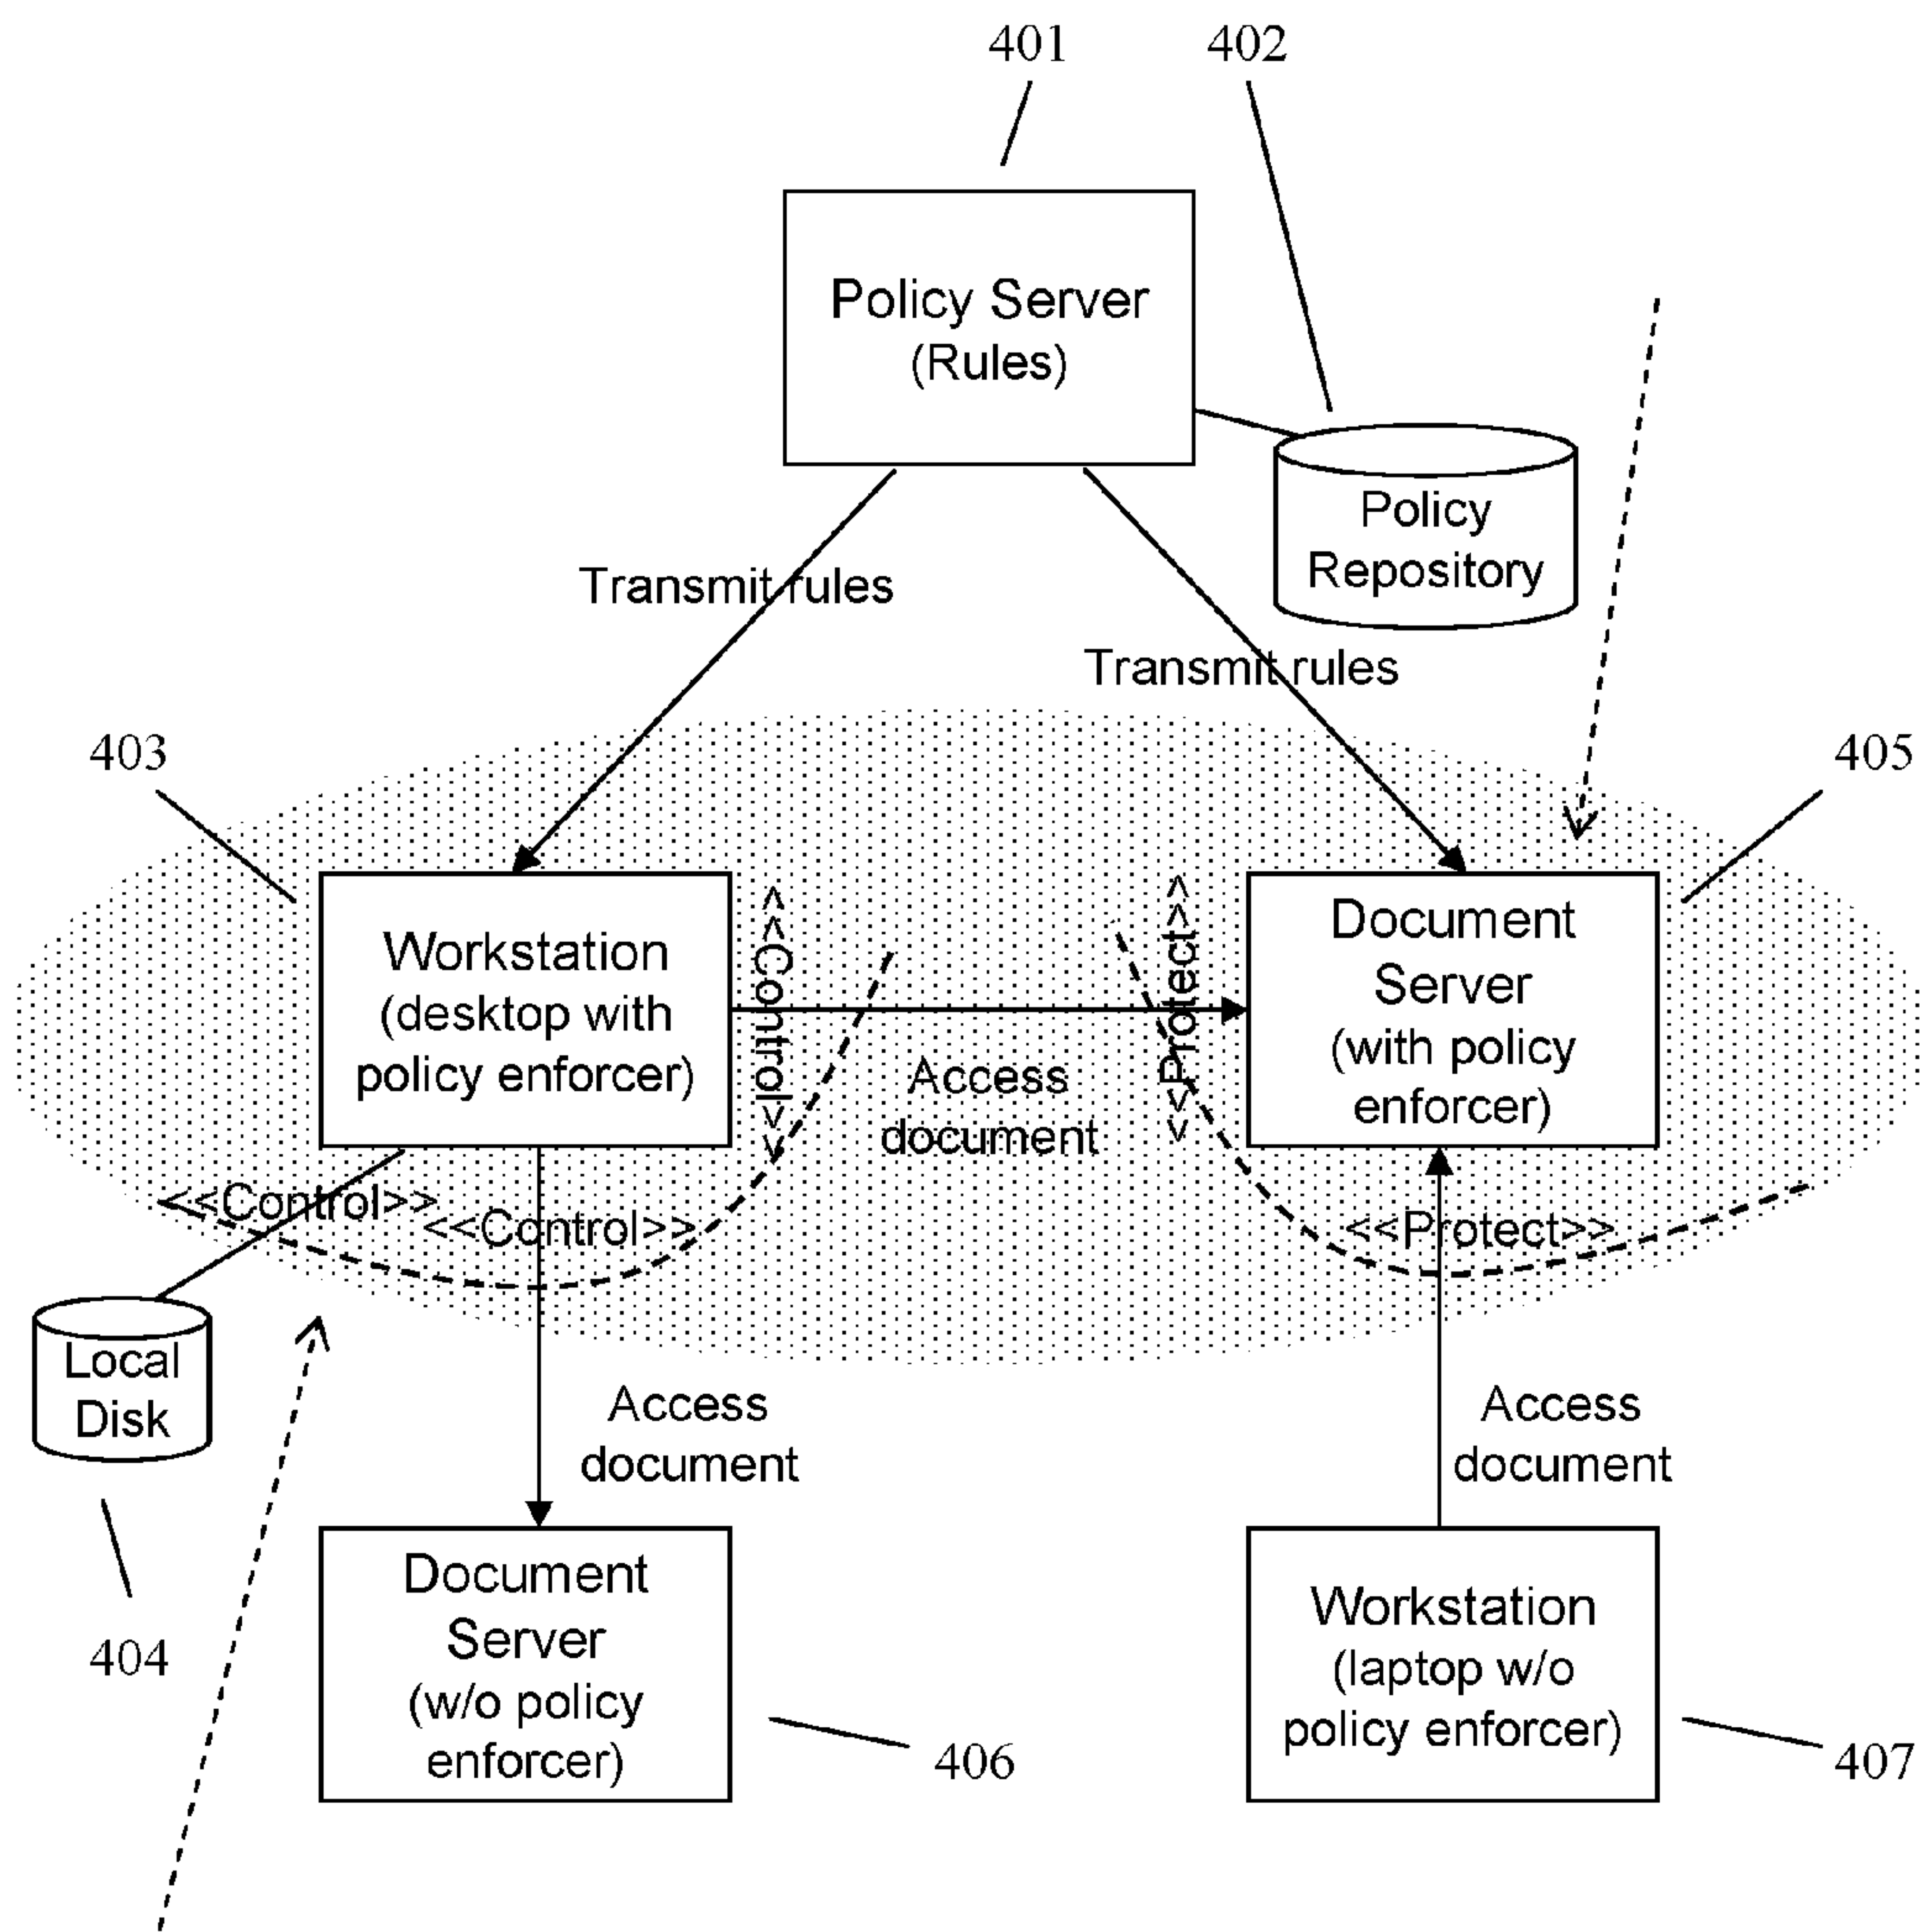 401
402
Policy Server
(Rules)
Policy
Repository
Transmit rules
Transmit rules
403
405
Workstation
(desktop with
policy enforcer)
<<Control>>
Access
document
<<Protect>>
Document
Server
(with policy
enforcer)
<<Control>>
<<Control>>
<<Protect>>
Local
Disk
404
Access
document
Access
document
Document
Server
(w/o policy
enforcer)
406
Workstation
(laptop w/o
policy enforcer)
407